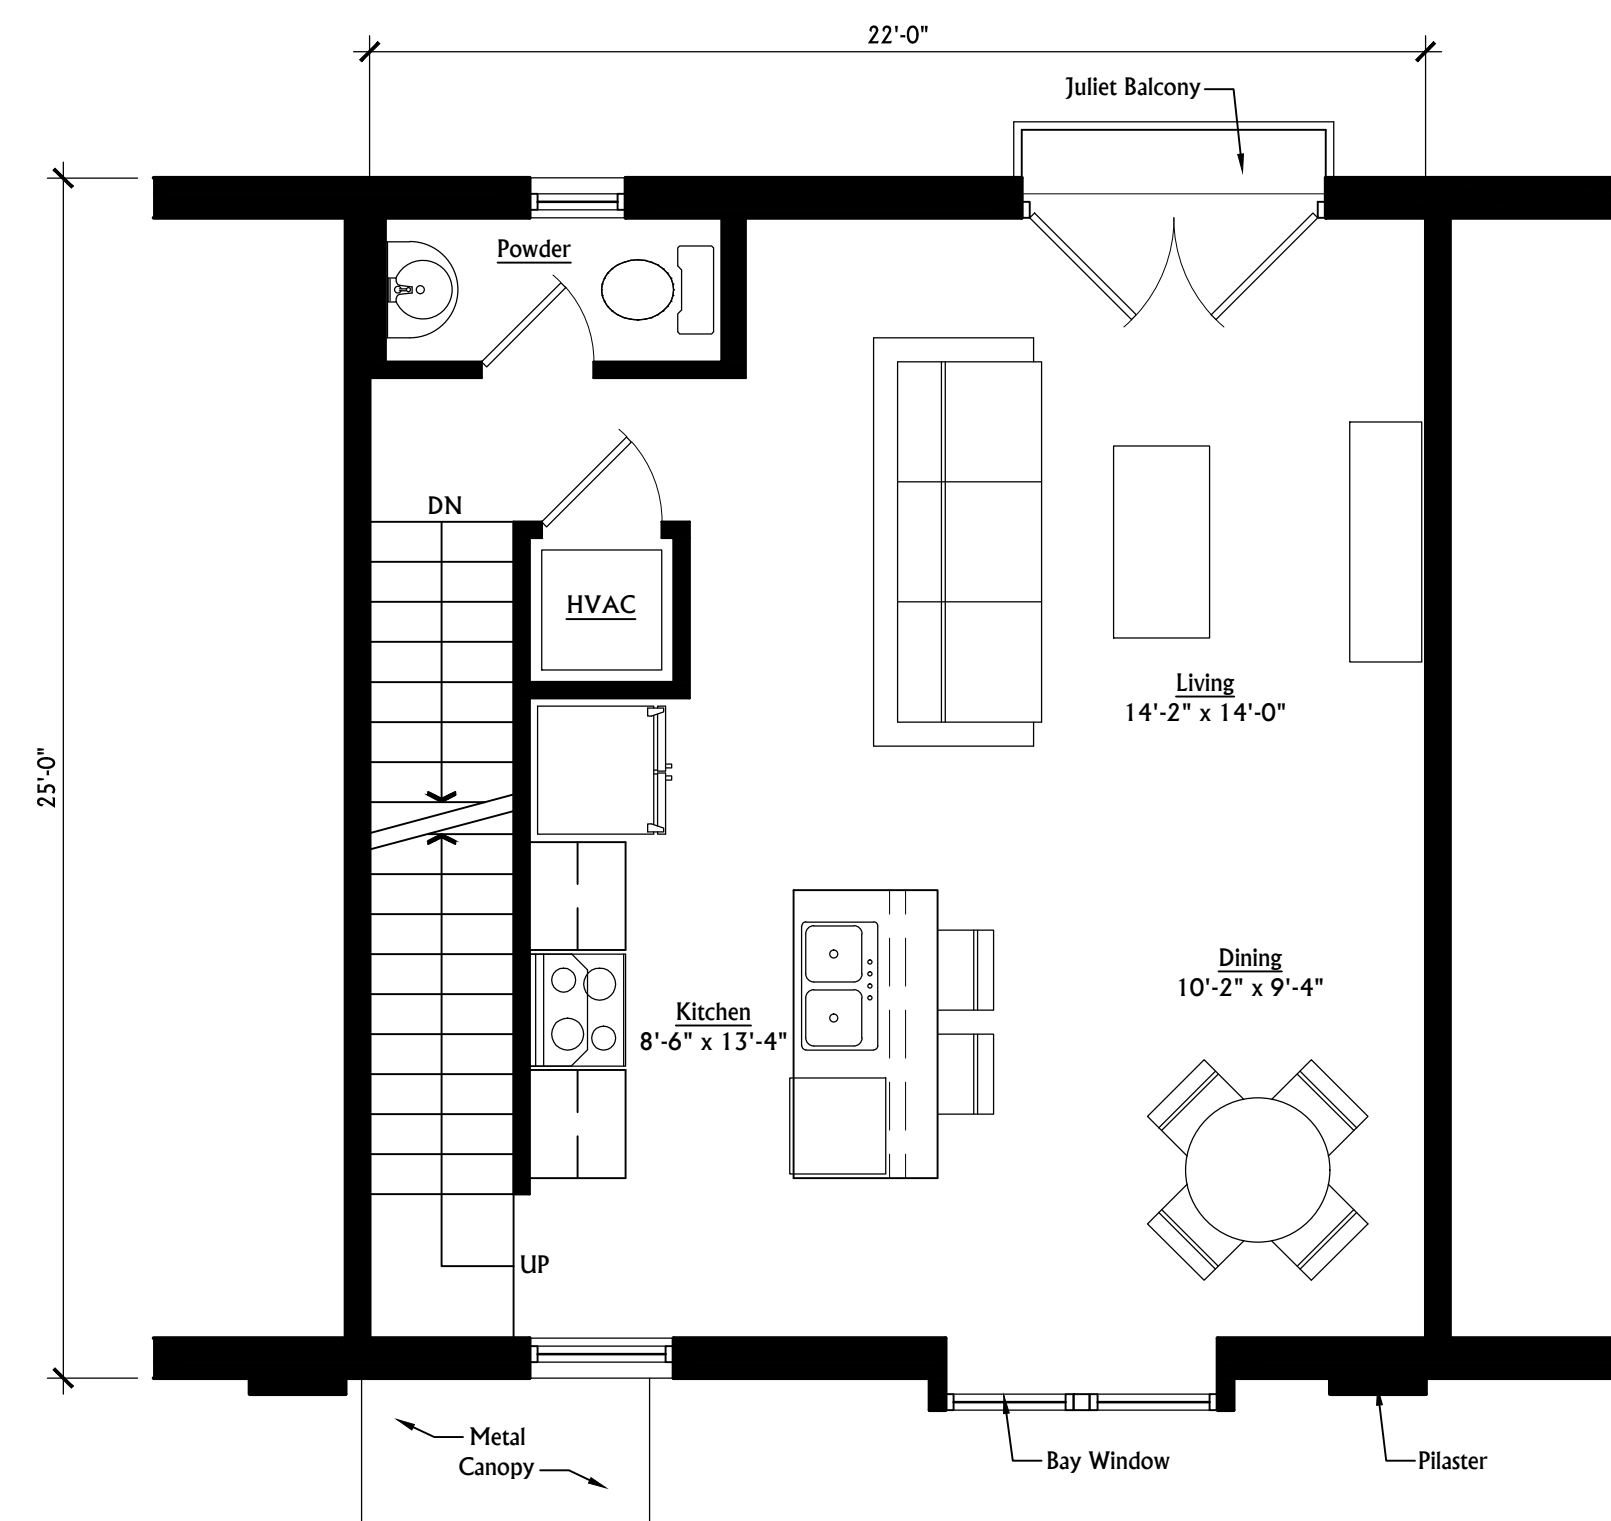 22'-0"
Juliet Balcony
Powder
DN
HVAC
Living
14'-2" x 14'-0"
25'-0"
Dining
10'-2" x 9'-4"
Kitchen
8'-6" x 13'-4"
UP
Metal
Canopy
Bay Window
Pilaster